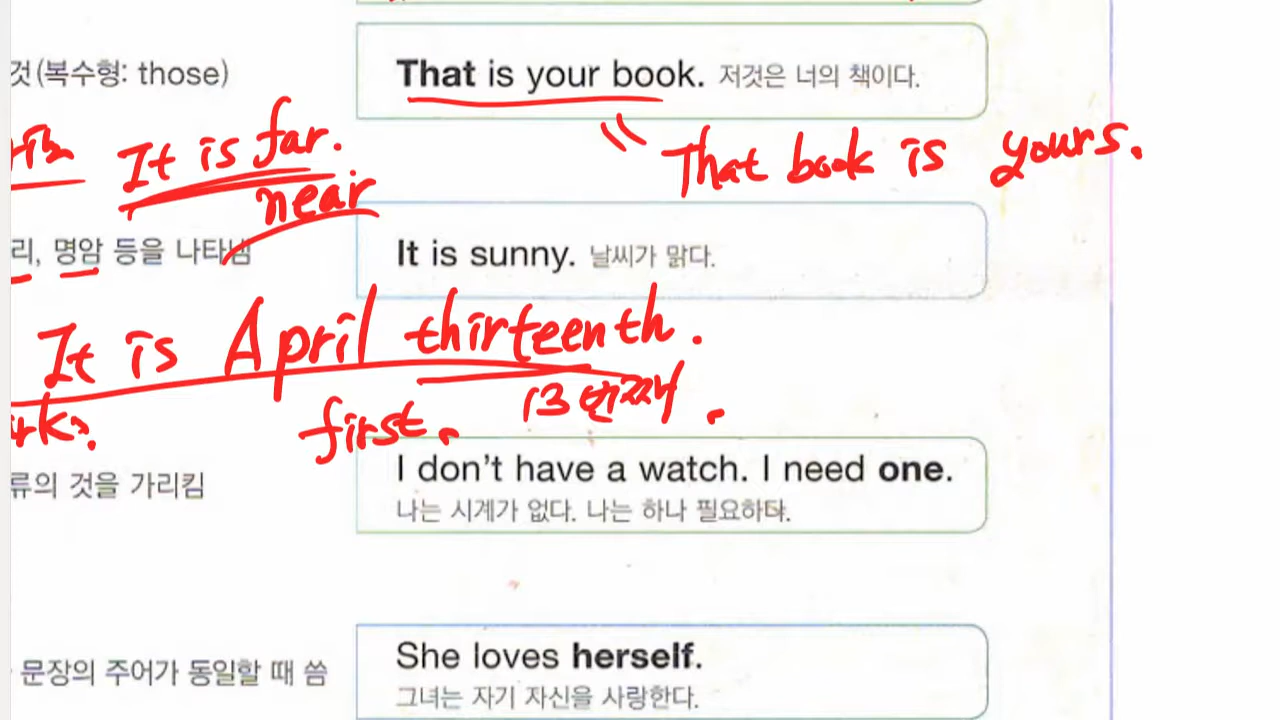 것(복수형: those)
That is your book. 저것은 너의 책이다.
It is far.
near
" That book is yours.
리, 명암 등을 나타냄
It is sunny. 날씨가 맑다.
It is April thirteenth.
first.
13번째
류의 것을 가리킴
I don't have a watch. I need one.
나는 시계가 없다. 나는 하나 필요하다.
문장의 주어가 동일할 때 씀
She loves herself.
그녀는 자기 자신을 사랑한다.